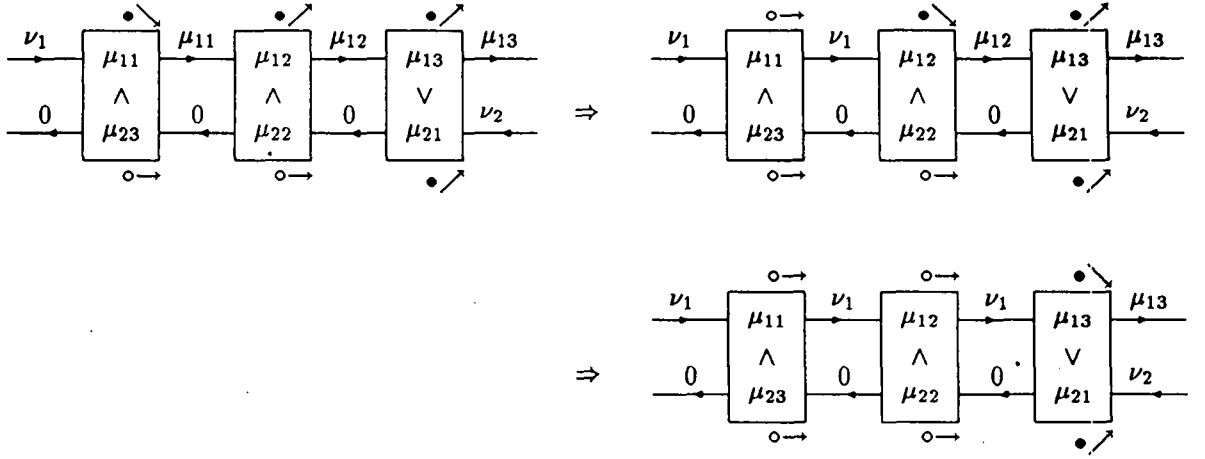 ν₁ μ₁₁ μ₁₁ μ₁₂ μ₁₂ μ₁₃ μ₁₃
∧ ∧ ∨
0 μ₂₃ 0 μ₂₂ 0 μ₂₁ ν₂
⇒
ν₁ μ₁₁ ν₁ μ₁₂ μ₁₂ μ₁₃ μ₁₃
∧ ∧ ∨
0 μ₂₃ 0 μ₂₂ 0 μ₂₁ ν₂
⇒
ν₁ μ₁₁ ν₁ μ₁₂ ν₁ μ₁₃ μ₁₃
∧ ∧ ∨
0 μ₂₃ 0 μ₂₂ 0 μ₂₁ ν₂